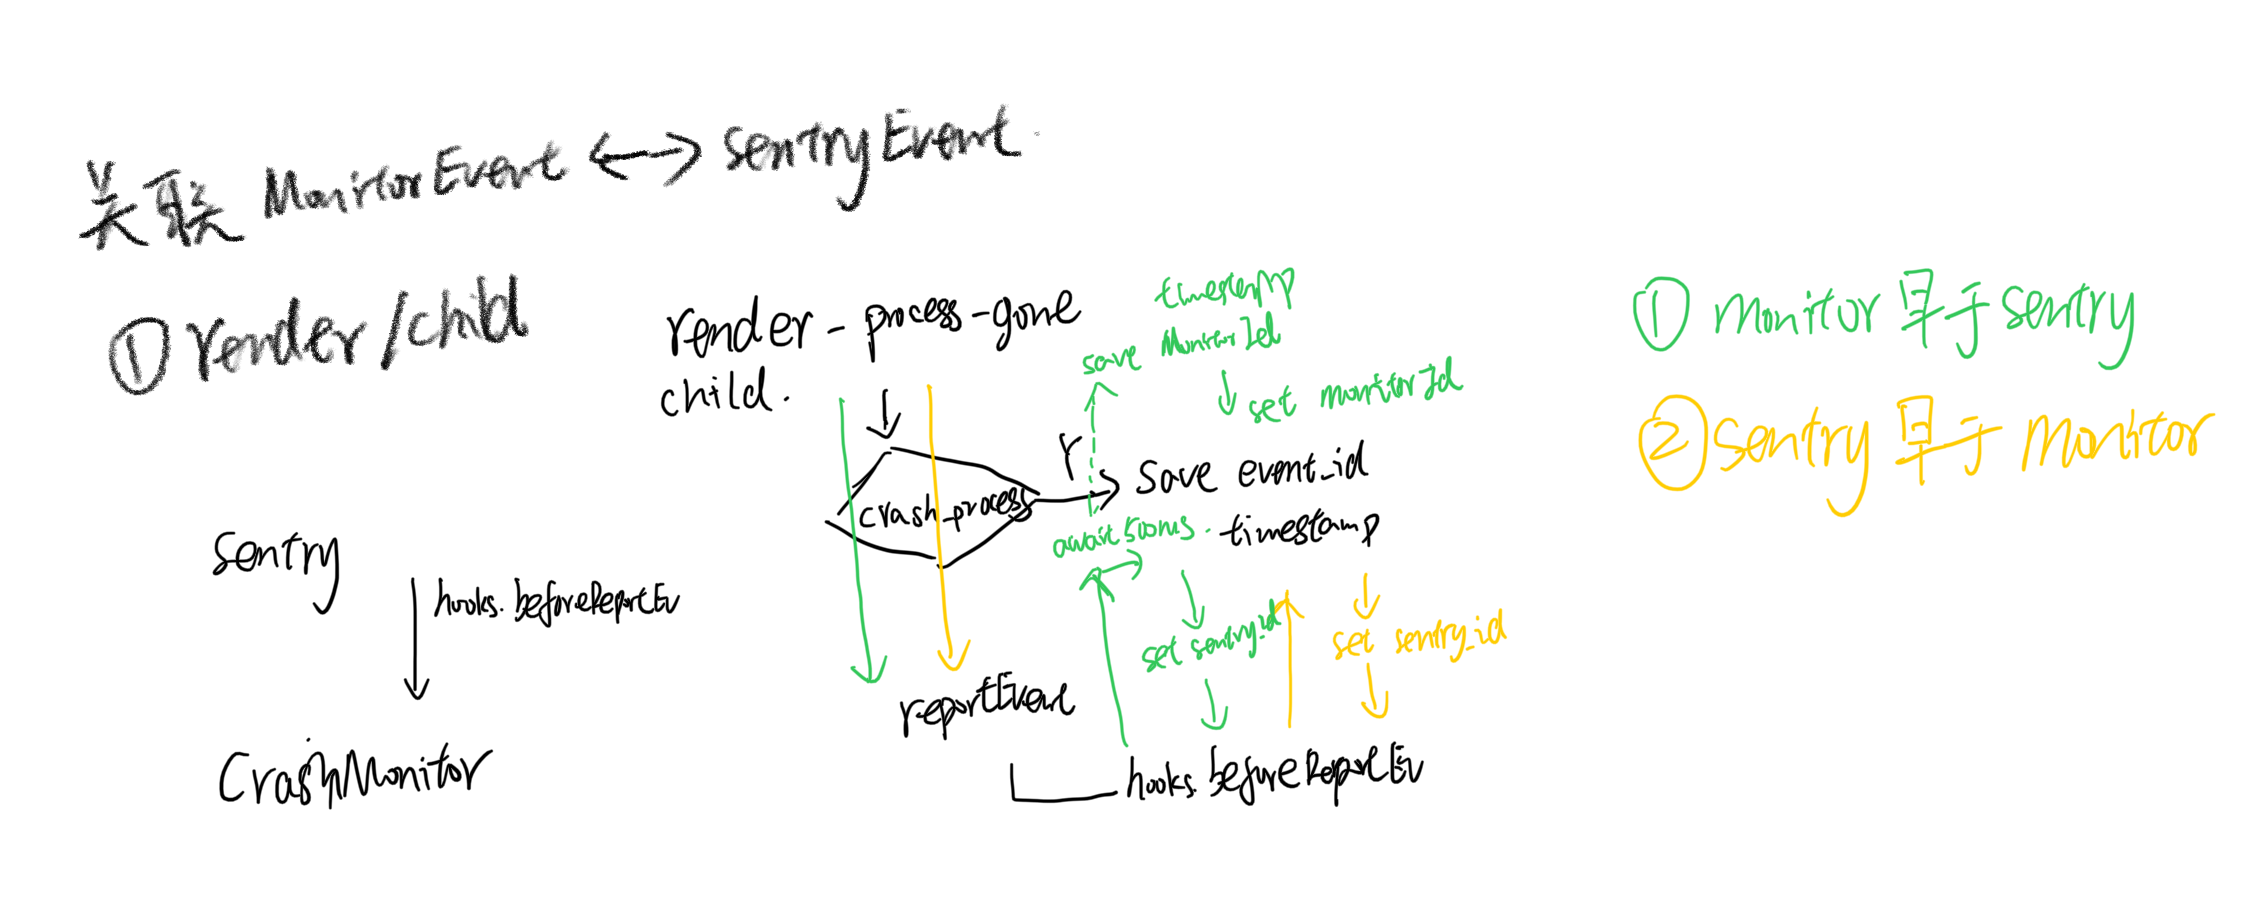 关联 MonitorEvent ↔ SentryEvent.
① render/child
render-process-gone
child.
timestamp
save MonitorId
set monitorId
① monitor 早于 sentry
② sentry 早于 monitor
Y
crash_process
Save event_id
timestamp
await 500ms.
sentry
hooks.beforeReportEv
CrashMonitor
set sentry_id
set sentry_id
reportEvent
hooks.beforeReportEv